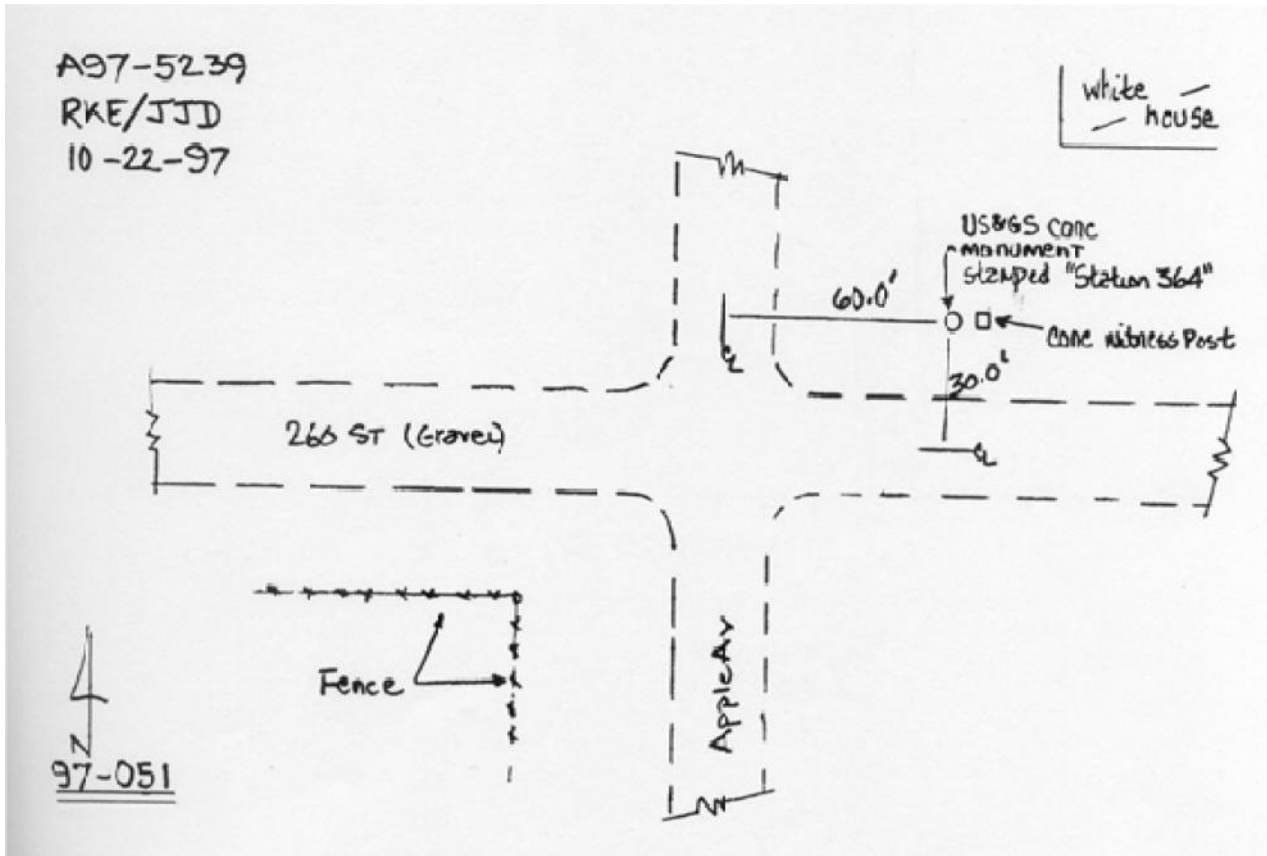 A97-5239
RKE/JJD
10-22-97
white
house
US&GS conc
monument
stamped "Station 364"
60.0'
conc witness Post
℄
30.0'
260 ST (Gravel)
℄
Fence
Apple Av
N
97-051